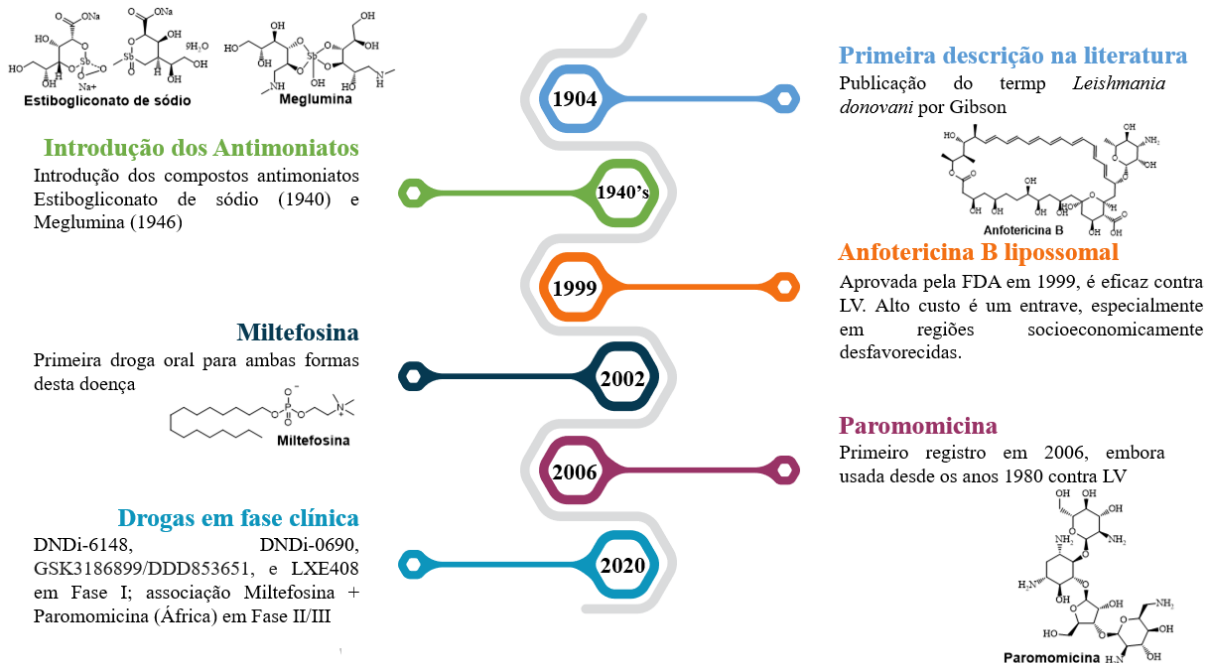 Estibogliconato de sódio
Meglumina
1904
Primeira descrição na literatura
Publicação do termp Leishmania
donovani por Gibson
Anfotericina B
Introdução dos Antimoniatos
Introdução dos compostos antimoniatos
Estibogliconato de sódio (1940) e
Meglumina (1946)
1940's
1999
Anfotericina B lipossomal
Aprovada pela FDA em 1999, é eficaz contra
LV. Alto custo é um entrave, especialmente
em regiões socioeconomicamente
desfavorecidas.
Miltefosina
Primeira droga oral para ambas formas
desta doença
Miltefosina
2002
2006
Paromomicina
Primeiro registro em 2006, embora
usada desde os anos 1980 contra LV
Paromomicina
Drogas em fase clínica
DNDi-6148, DNDi-0690,
GSK3186899/DDD853651, e LXE408
em Fase I; associação Miltefosina +
Paromomicina (África) em Fase II/III
2020